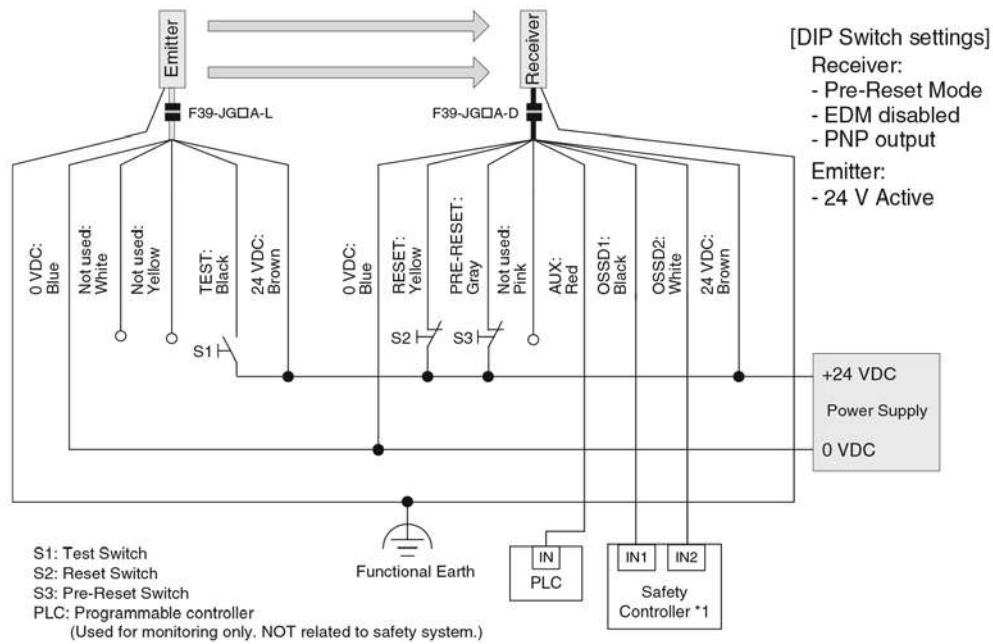 Emitter
Receiver
[DIP Switch settings]
Receiver:
- Pre-Reset Mode
- EDM disabled
- PNP output
Emitter:
- 24 V Active
F39-JG□A-L
F39-JG□A-D
0 VDC:
Blue
Not used:
White
Not used:
Yellow
TEST:
Black
24 VDC:
Brown
0 VDC:
Blue
RESET:
Yellow
PRE-RESET:
Gray
Not used:
Pink
AUX:
Red
OSSD1:
Black
OSSD2:
White
24 VDC:
Brown
S1
S2
S3
+24 VDC
Power Supply
0 VDC
Functional Earth
IN
PLC
IN1
IN2
Safety
Controller *1
S1: Test Switch
S2: Reset Switch
S3: Pre-Reset Switch
PLC: Programmable controller
(Used for monitoring only. NOT related to safety system.)